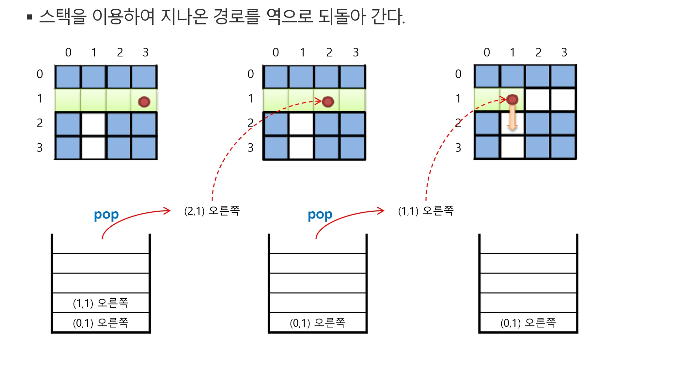 ▪ 스택을 이용하여 지나온 경로를 역으로 되돌아 간다.
0 1 2 3
0
1
2
3
0 1 2 3
0
1
2
3
0 1 2 3
0
1
2
3
pop
(2,1) 오른쪽
pop
(1,1) 오른쪽
(1,1) 오른쪽
(0,1) 오른쪽
(0,1) 오른쪽
(0,1) 오른쪽